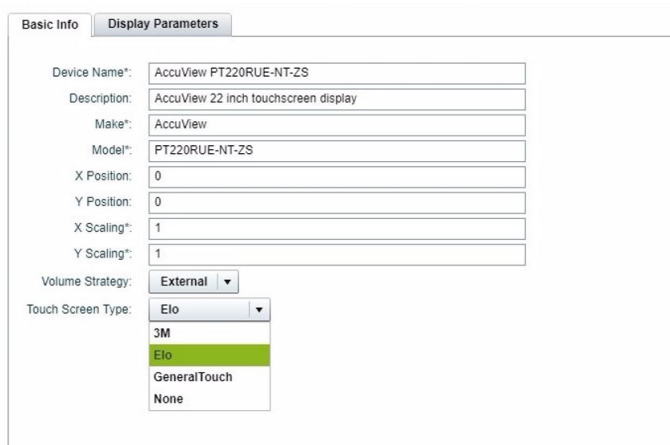 Basic Info Display Parameters
Device Name*: AccuView PT220RUE-NT-ZS
Description: AccuView 22 inch touchscreen display
Make*: AccuView
Model*: PT220RUE-NT-ZS
X Position: 0
Y Position: 0
X Scaling*: 1
Y Scaling*: 1
Volume Strategy: External
Touch Screen Type: Elo
3M
Elo
GeneralTouch
None